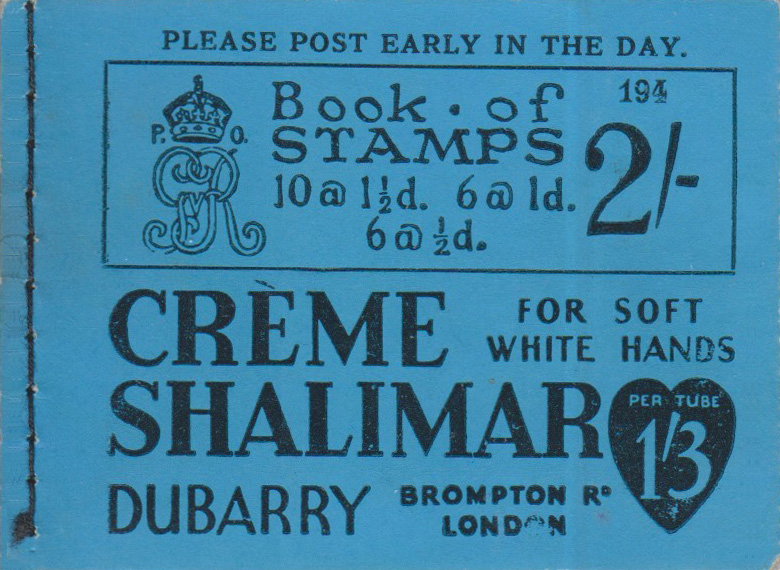 PLEASE POST EARLY IN THE DAY.
194
Book · of
P. O.
STAMPS 2/-
10 @ 1½d. 6 @ 1d.
6 @ ½d.
CRÈME FOR SOFT
WHITE HANDS
SHALIMAR PER TUBE
1/3
DUBARRY BROMPTON Rᴰ
LONDON